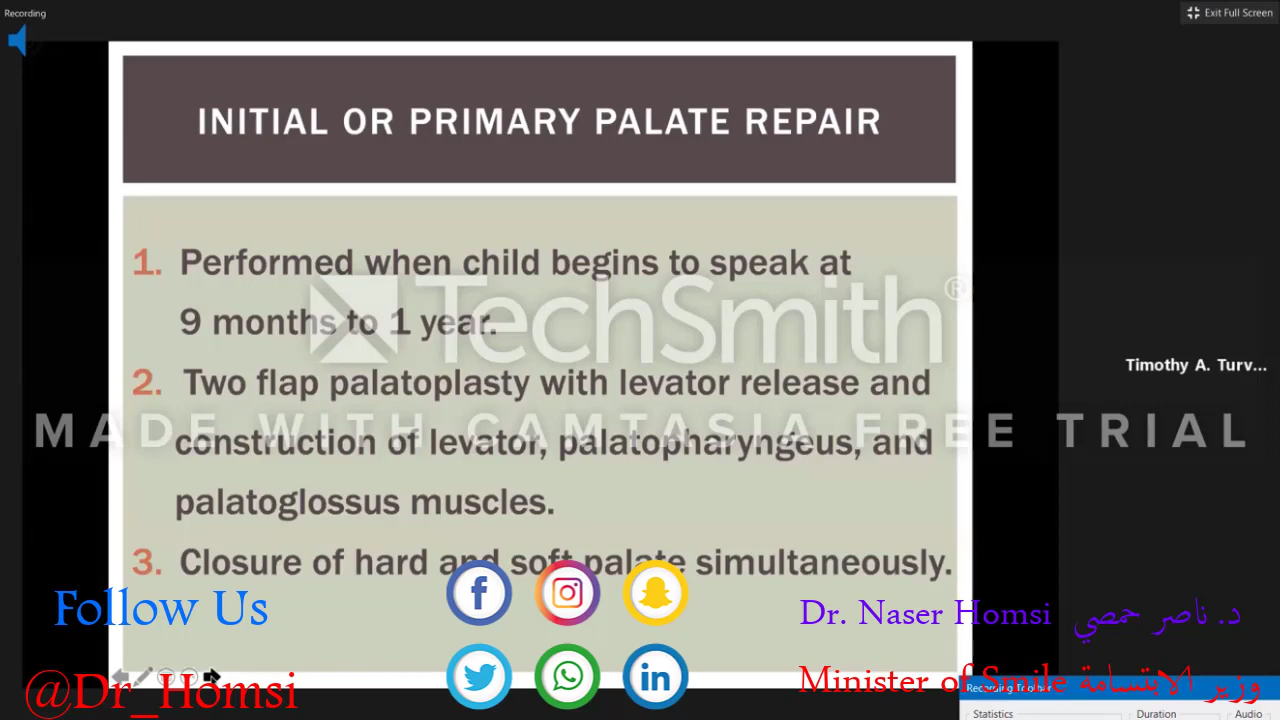 Recording
Exit Full Screen
INITIAL OR PRIMARY PALATE REPAIR
1. Performed when child begins to speak at
9 months to 1 year.
2. Two flap palatoplasty with levator release and
construction of levator, palatopharyngeus, and
palatoglossus muscles.
3. Closure of hard and soft palate simultaneously.
TechSmith®
MADE WITH CAMTASIA FREE TRIAL
Timothy A. Turv...
Follow Us
@Dr_Homsi
Dr. Naser Homsi د. ناصر حمصي
Minister of Smile وزير الابتسامة
Recording Toolbar
Statistics Duration Audio